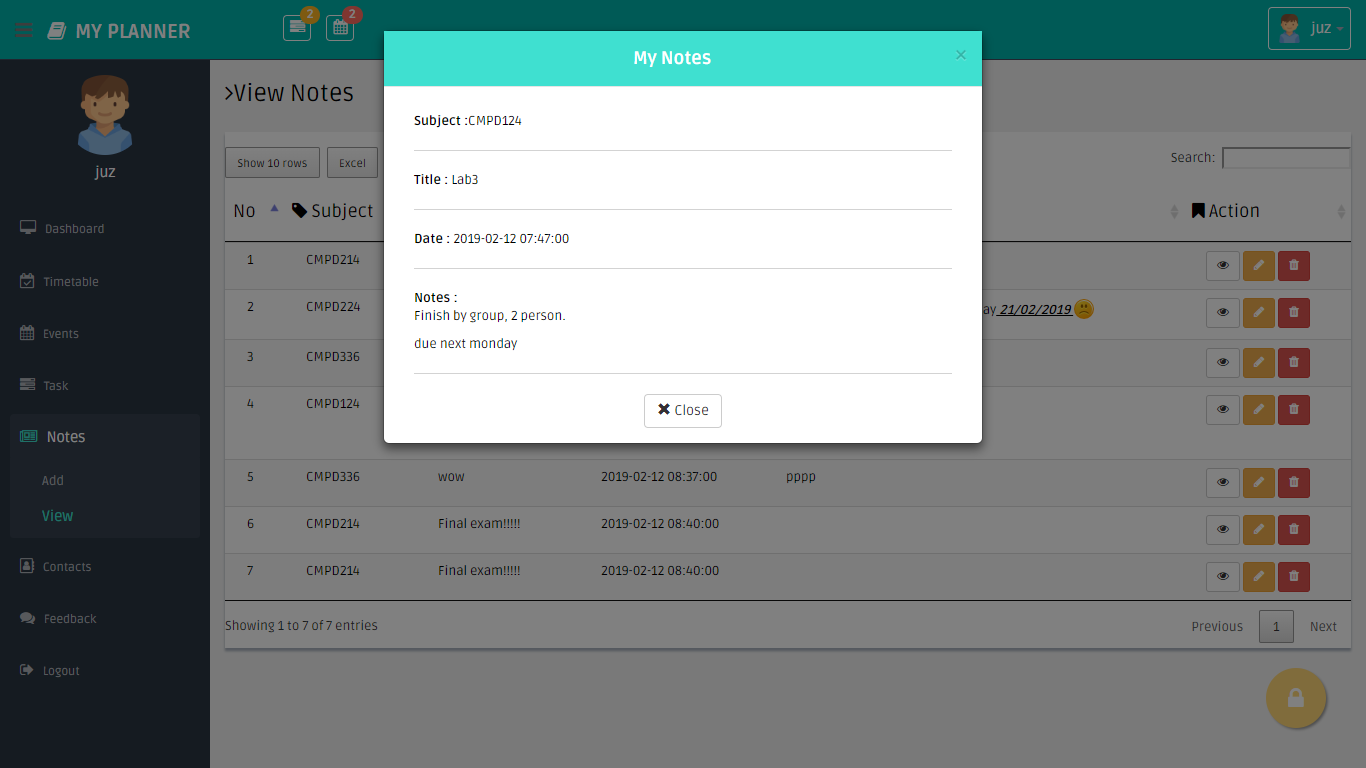 MY PLANNER
2
2
juz
juz
Dashboard
Timetable
Events
Task
Notes
Add
View
Contacts
Feedback
Logout
>View Notes
Show 10 rows
Excel
Search:
No
Subject
Action
1 CMPD214
2 CMPD224 ay 21/02/2019
3 CMPD336
4 CMPD124
5 CMPD336 wow 2019-02-12 08:37:00 pppp
6 CMPD214 Final exam!!!!! 2019-02-12 08:40:00
7 CMPD214 Final exam!!!!! 2019-02-12 08:40:00
Showing 1 to 7 of 7 entries
Previous 1 Next
My Notes ×
Subject :CMPD124
Title : Lab3
Date : 2019-02-12 07:47:00
Notes :
Finish by group, 2 person.
due next monday
✖ Close